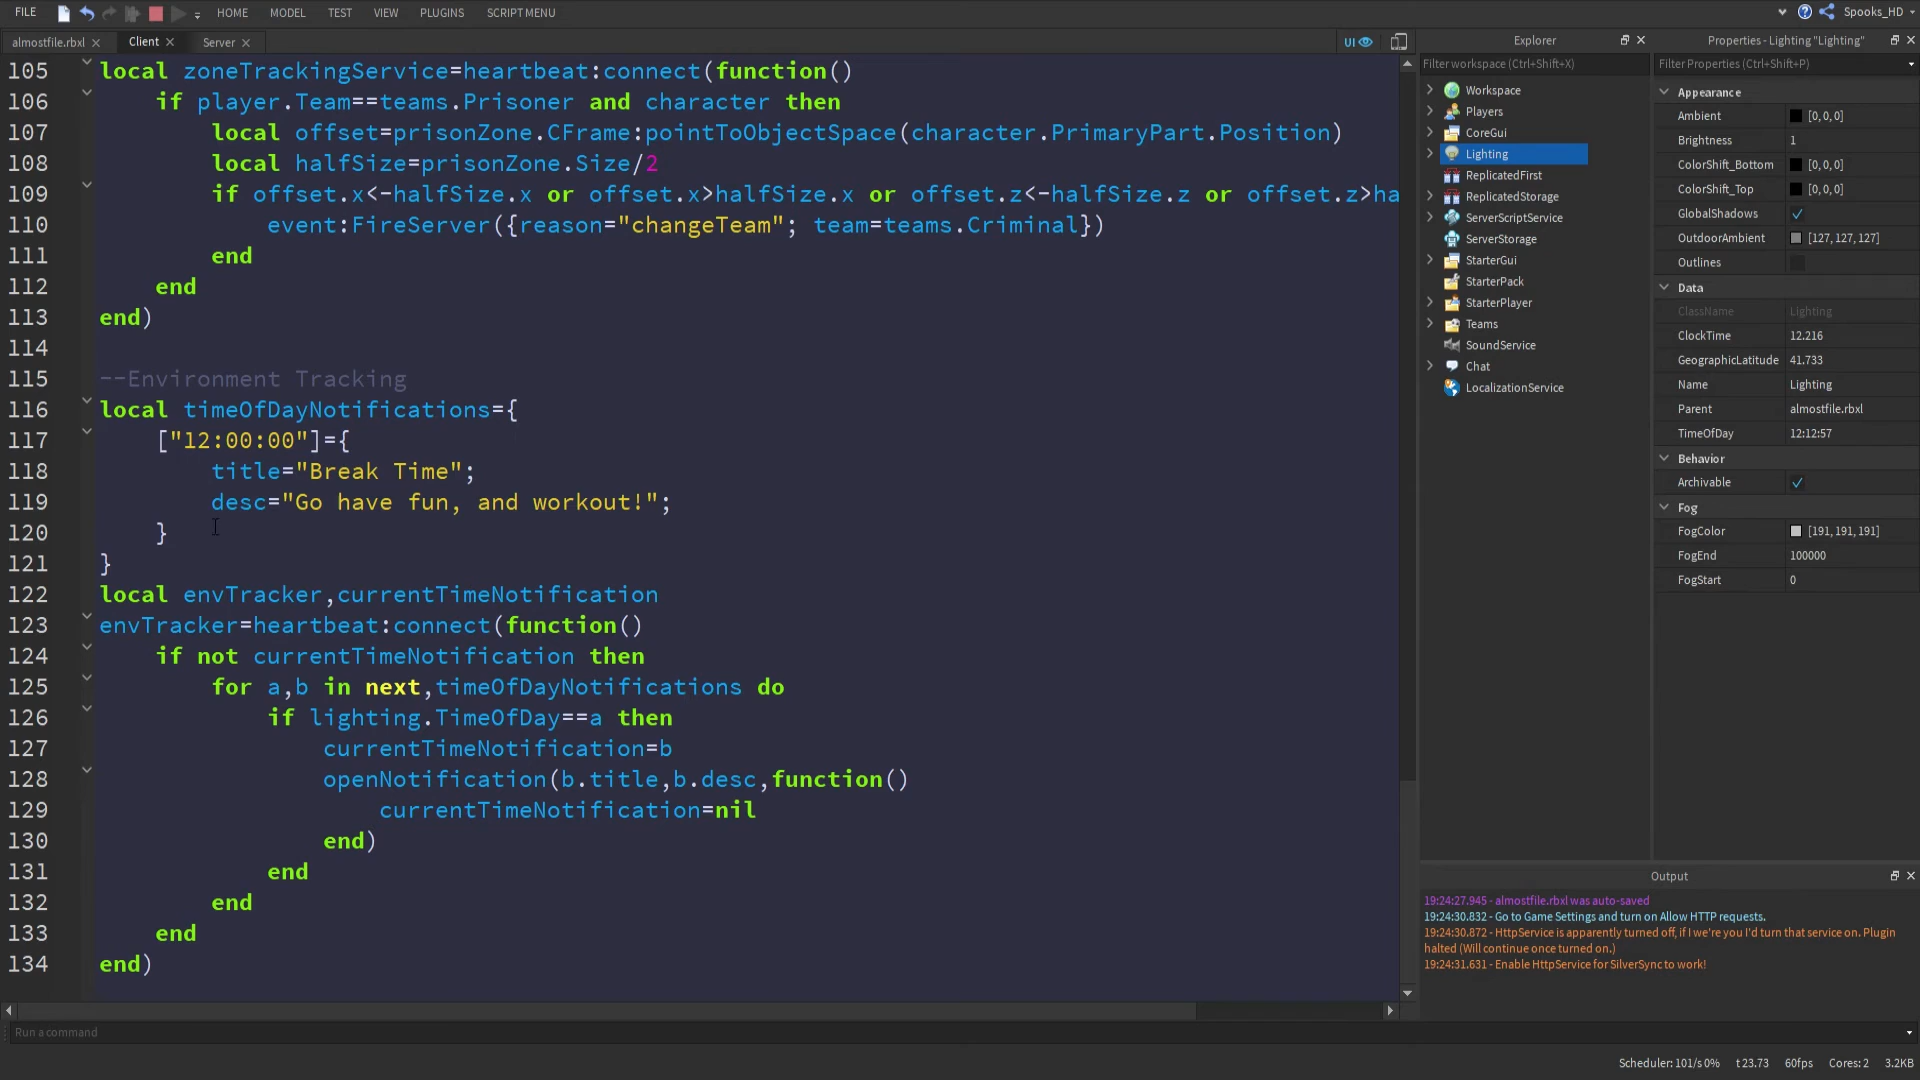 FILE HOME MODEL TEST VIEW PLUGINS SCRIPT MENU Spooks_HD
almostfile.rbxl Client Server UI
105 local zoneTrackingService=heartbeat:connect(function()
106 if player.Team==teams.Prisoner and character then
107 local offset=prisonZone.CFrame:pointToObjectSpace(character.PrimaryPart.Position)
108 local halfSize=prisonZone.Size/2
109 if offset.x<-halfSize.x or offset.x>halfSize.x or offset.z<-halfSize.z or offset.z>ha
110 event:FireServer({reason="changeTeam"; team=teams.Criminal})
111 end
112 end
113 end)
114
115 --Environment Tracking
116 local timeOfDayNotifications={
117 ["12:00:00"]={
118 title="Break Time";
119 desc="Go have fun, and workout!";
120 }
121 }
122 local envTracker,currentTimeNotification
123 envTracker=heartbeat:connect(function()
124 if not currentTimeNotification then
125 for a,b in next,timeOfDayNotifications do
126 if lighting.TimeOfDay==a then
127 currentTimeNotification=b
128 openNotification(b.title,b.desc,function()
129 currentTimeNotification=nil
130 end)
131 end
132 end
133 end
134 end)
Run a command
Explorer
Filter workspace (Ctrl+Shift+X)
Workspace
Players
CoreGui
Lighting
ReplicatedFirst
ReplicatedStorage
ServerScriptService
ServerStorage
StarterGui
StarterPack
StarterPlayer
Teams
SoundService
Chat
LocalizationService
Properties - Lighting "Lighting"
Filter Properties (Ctrl+Shift+P)
Appearance
Ambient [0,0,0]
Brightness 1
ColorShift_Bottom [0,0,0]
ColorShift_Top [0,0,0]
GlobalShadows
OutdoorAmbient [127,127,127]
Outlines
Data
ClassName Lighting
ClockTime 12.216
GeographicLatitude 41.733
Name Lighting
Parent almostfile.rbxl
TimeOfDay 12:12:57
Behavior
Archivable
Fog
FogColor [191,191,191]
FogEnd 100000
FogStart 0
Output
19:24:27.945 - almostfile.rbxl was auto-saved
19:24:30.832 - Go to Game Settings and turn on Allow HTTP requests.
19:24:30.872 - HttpService is apparently turned off, if I we're you I'd turn that service on. Plugin
halted (Will continue once turned on.)
19:24:31.631 - Enable HttpService for SilverSync to work!
Scheduler: 101/s 0% t 23.73 60fps Cores: 2 3.2KB